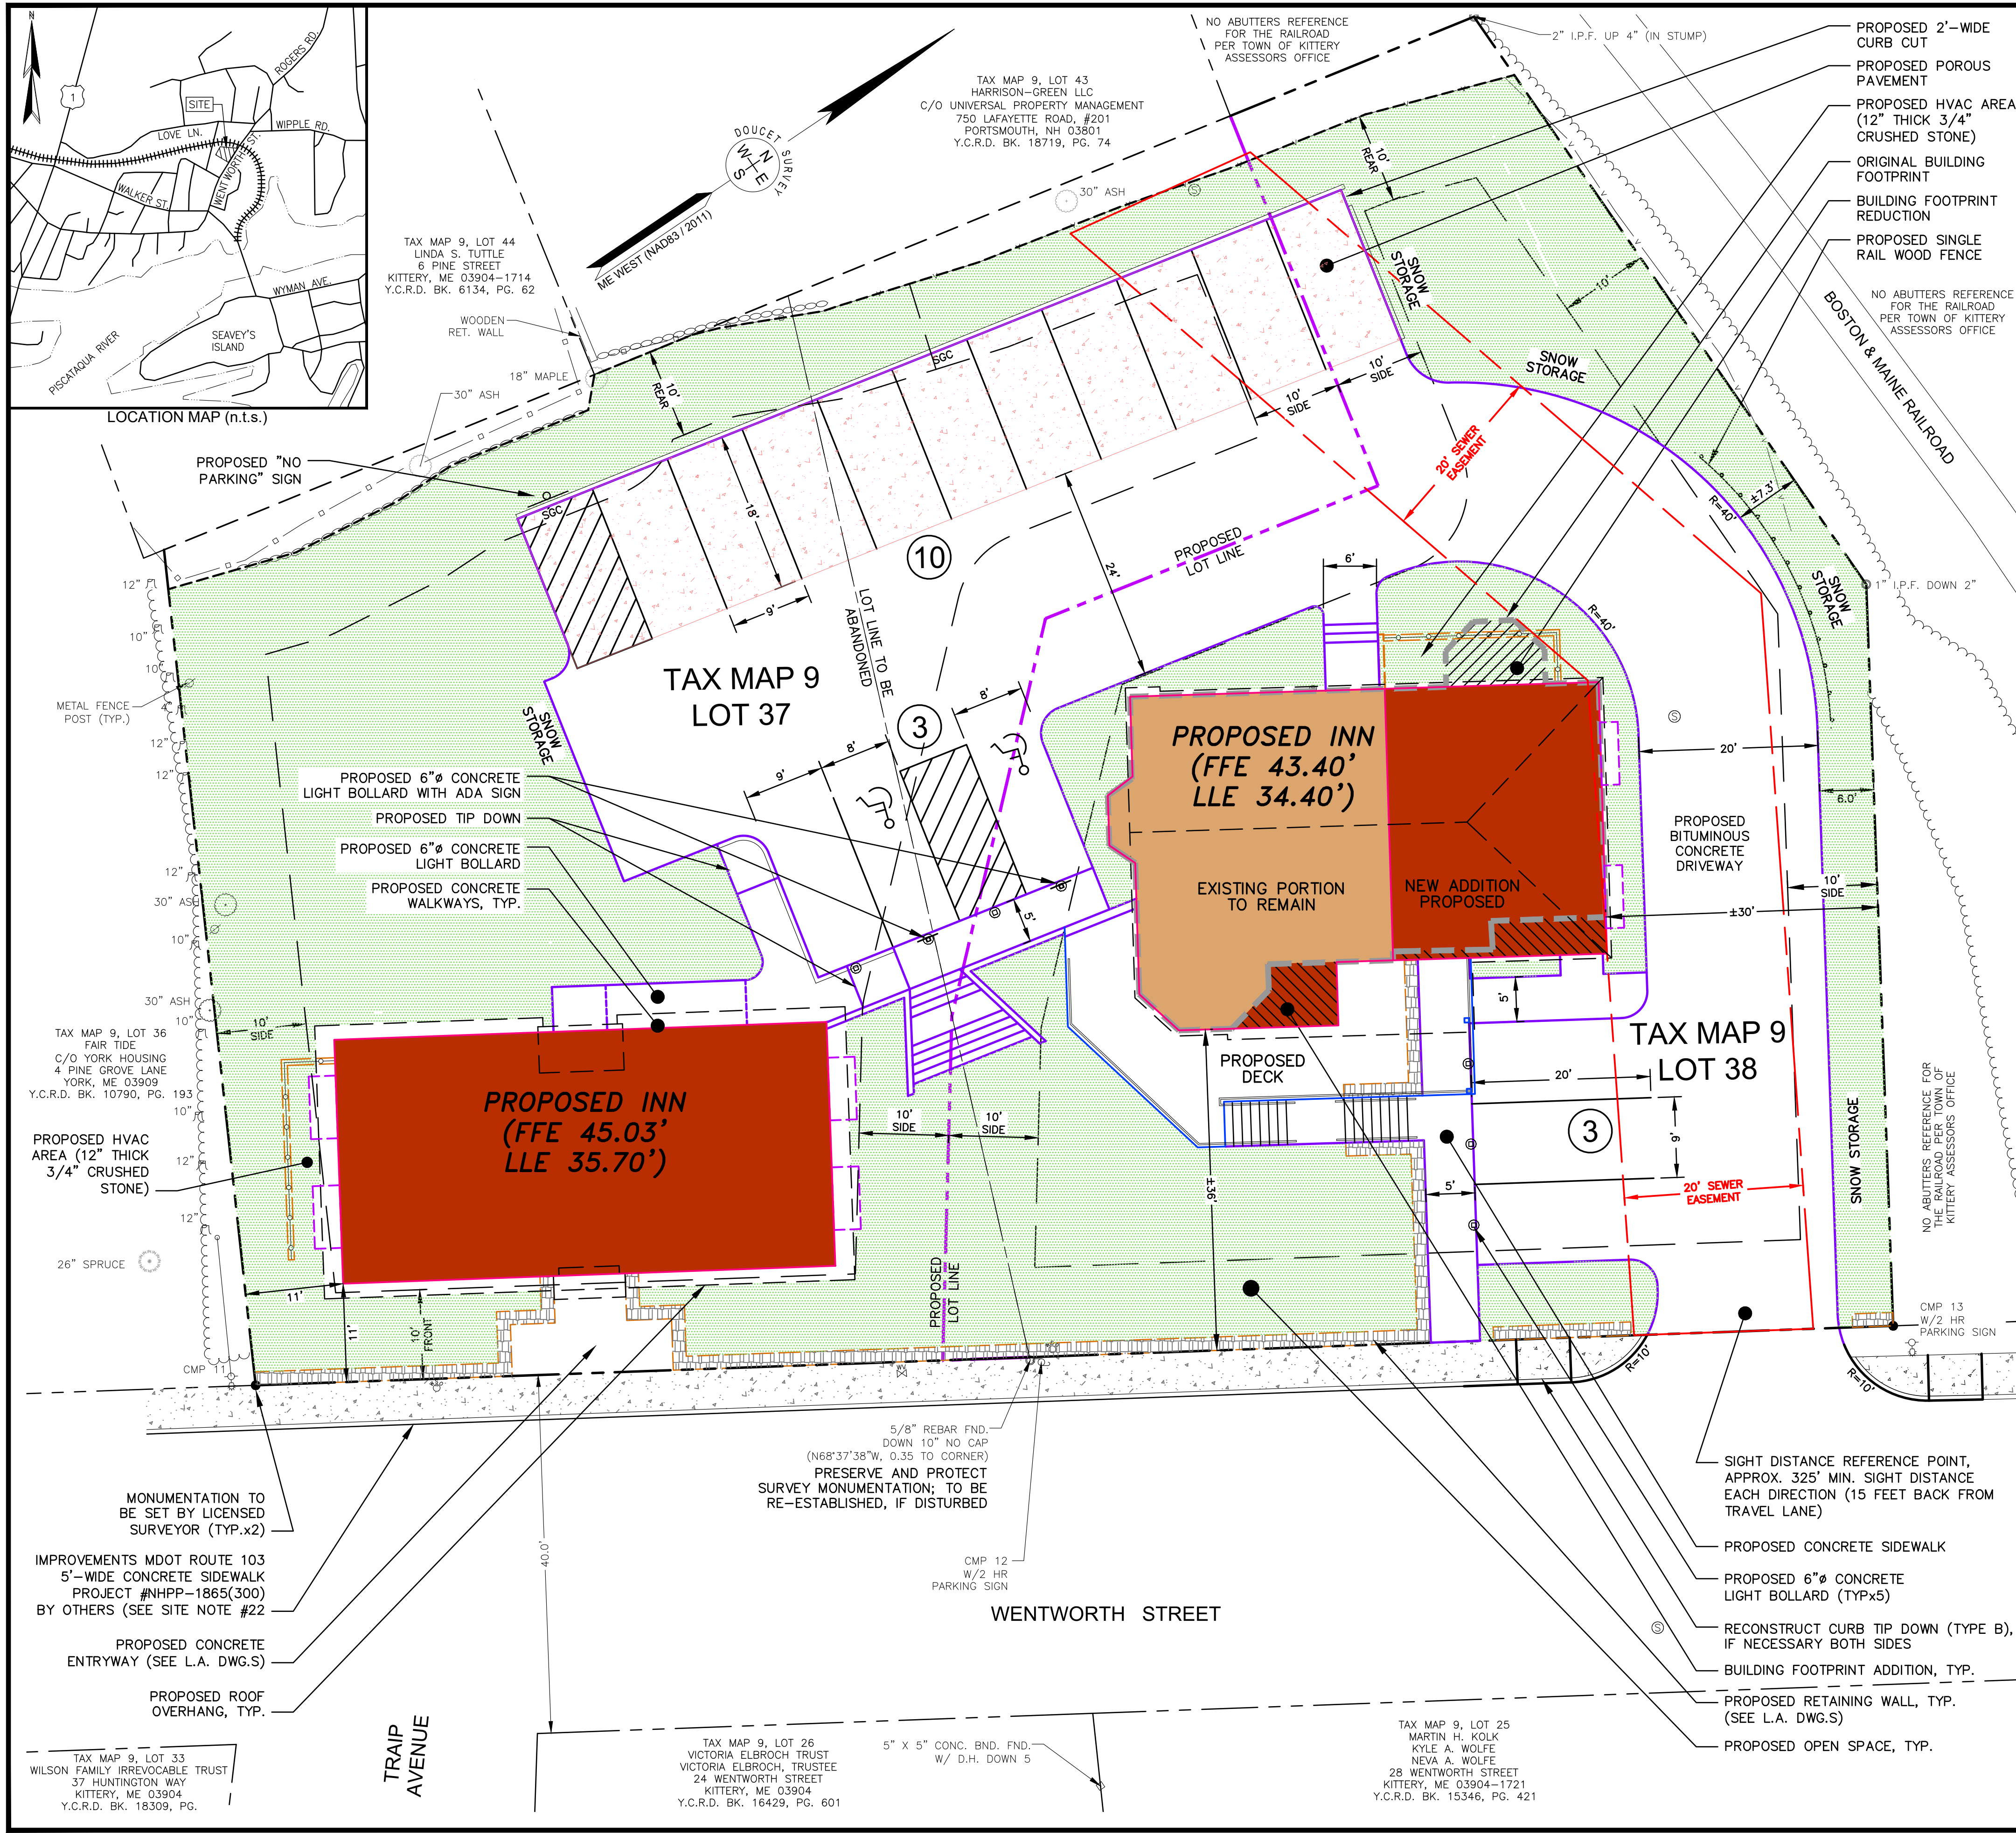 N
1
ROGERS RD.
SITE
LOVE LN.
WIPPLE RD.
WENTWORTH ST.
WALKER ST.
WYMAN AVE.
SEAVEY'S
ISLAND
PISCATAQUA RIVER
LOCATION MAP (n.t.s.)
DOUCET SURVEY
N
W E
S
ME WEST (NAD83 / 2011)
NO ABUTTERS REFERENCE
FOR THE RAILROAD
PER TOWN OF KITTERY
ASSESSORS OFFICE
2" I.P.F. UP 4" (IN STUMP)
TAX MAP 9, LOT 43
HARRISON-GREEN LLC
C/O UNIVERSAL PROPERTY MANAGEMENT
750 LAFAYETTE ROAD, #201
PORTSMOUTH, NH 03801
Y.C.R.D. BK. 18719, PG. 74
TAX MAP 9, LOT 44
LINDA S. TUTTLE
6 PINE STREET
KITTERY, ME 03904-1714
Y.C.R.D. BK. 6134, PG. 62
WOODEN
RET. WALL
18" MAPLE
30" ASH
30" ASH
S
PROPOSED 2'-WIDE
CURB CUT
PROPOSED POROUS
PAVEMENT
PROPOSED HVAC AREA
(12" THICK 3/4"
CRUSHED STONE)
ORIGINAL BUILDING
FOOTPRINT
BUILDING FOOTPRINT
REDUCTION
PROPOSED SINGLE
RAIL WOOD FENCE
NO ABUTTERS REFERENCE
FOR THE RAILROAD
PER TOWN OF KITTERY
ASSESSORS OFFICE
BOSTON & MAINE RAILROAD
10'
REAR
SNOW
STORAGE
10'
SNOW
STORAGE
10'
SIDE
10'
SIDE
20' SEWER
EASEMENT
R=40'
±7.3'
SNOW
STORAGE
1" I.P.F. DOWN 2"
PROPOSED "NO
PARKING" SIGN
10'
REAR
SGC
SGC
18'
9'
10
24'
PROPOSED
LOT LINE
LOT LINE TO BE
ABANDONED
6'
R=40'
12"
10"
10"
METAL FENCE
POST (TYP.)
4"
12"
12"
12"
30" ASH
10"
30" ASH
10"
TAX MAP 9
LOT 37
SNOW
STORAGE
3
8'
8'
9'
5'
PROPOSED 6"ø CONCRETE
LIGHT BOLLARD WITH ADA SIGN
PROPOSED TIP DOWN
PROPOSED 6"ø CONCRETE
LIGHT BOLLARD
PROPOSED CONCRETE
WALKWAYS, TYP.
PROPOSED INN
(FFE 43.40'
LLE 34.40')
EXISTING PORTION
TO REMAIN
NEW ADDITION
PROPOSED
S
20'
6.0'
PROPOSED
BITUMINOUS
CONCRETE
DRIVEWAY
10'
SIDE
±30'
5'
TAX MAP 9
LOT 38
PROPOSED
DECK
20'
9'
3
5'
20' SEWER
EASEMENT
SNOW STORAGE
NO ABUTTERS REFERENCE FOR
THE RAILROAD PER TOWN OF
KITTERY ASSESSORS OFFICE
TAX MAP 9, LOT 36
FAIR TIDE
C/O YORK HOUSING
4 PINE GROVE LANE
YORK, ME 03909
Y.C.R.D. BK. 10790, PG. 193
10'
SIDE
10"
12"
12"
26" SPRUCE
PROPOSED HVAC
AREA (12" THICK
3/4" CRUSHED
STONE)
PROPOSED INN
(FFE 45.03'
LLE 35.70')
10'
SIDE
10'
SIDE
±36'
PROPOSED
LOT LINE
11'
11'
10'
FRONT
CMP 11
WV
CMP 13
W/2 HR
PARKING SIGN
R=10'
R=10'
5/8" REBAR FND.
DOWN 10" NO CAP
(N68°37'38"W, 0.35 TO CORNER)
PRESERVE AND PROTECT
SURVEY MONUMENTATION; TO BE
RE-ESTABLISHED, IF DISTURBED
CMP 12
W/2 HR
PARKING SIGN
MONUMENTATION TO
BE SET BY LICENSED
SURVEYOR (TYP.x2)
IMPROVEMENTS MDOT ROUTE 103
5'-WIDE CONCRETE SIDEWALK
PROJECT #NHPP-1865(300)
BY OTHERS (SEE SITE NOTE #22
PROPOSED CONCRETE
ENTRYWAY (SEE L.A. DWG.S)
PROPOSED ROOF
OVERHANG, TYP.
40.0'
WENTWORTH STREET
S
SIGHT DISTANCE REFERENCE POINT,
APPROX. 325' MIN. SIGHT DISTANCE
EACH DIRECTION (15 FEET BACK FROM
TRAVEL LANE)
PROPOSED CONCRETE SIDEWALK
PROPOSED 6"ø CONCRETE
LIGHT BOLLARD (TYPx5)
RECONSTRUCT CURB TIP DOWN (TYPE B),
IF NECESSARY BOTH SIDES
BUILDING FOOTPRINT ADDITION, TYP.
PROPOSED RETAINING WALL, TYP.
(SEE L.A. DWG.S)
PROPOSED OPEN SPACE, TYP.
TAX MAP 9, LOT 33
WILSON FAMILY IRREVOCABLE TRUST
37 HUNTINGTON WAY
KITTERY, ME 03904
Y.C.R.D. BK. 18309, PG.
TRAIP
AVENUE
TAX MAP 9, LOT 26
VICTORIA ELBROCH TRUST
VICTORIA ELBROCH, TRUSTEE
24 WENTWORTH STREET
KITTERY, ME 03904
Y.C.R.D. BK. 16429, PG. 601
5" X 5" CONC. BND. FND.
W/ D.H. DOWN 5
TAX MAP 9, LOT 25
MARTIN H. KOLK
KYLE A. WOLFE
NEVA A. WOLFE
28 WENTWORTH STREET
KITTERY, ME 03904-1721
Y.C.R.D. BK. 15346, PG. 421